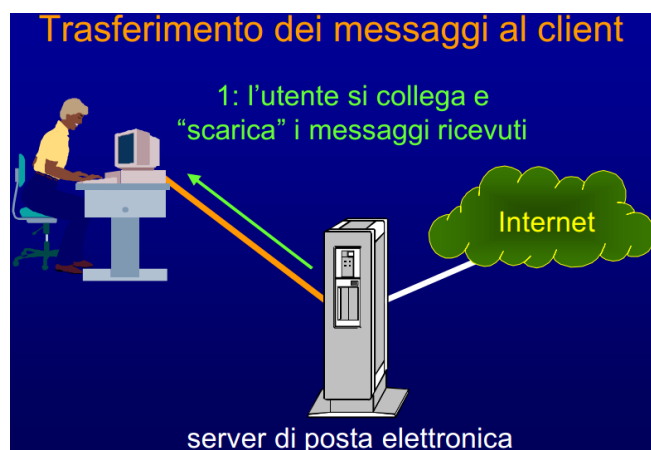 Trasferimento dei messaggi al client
1: l'utente si collega e
“scarica” i messaggi ricevuti
Internet
server di posta elettronica